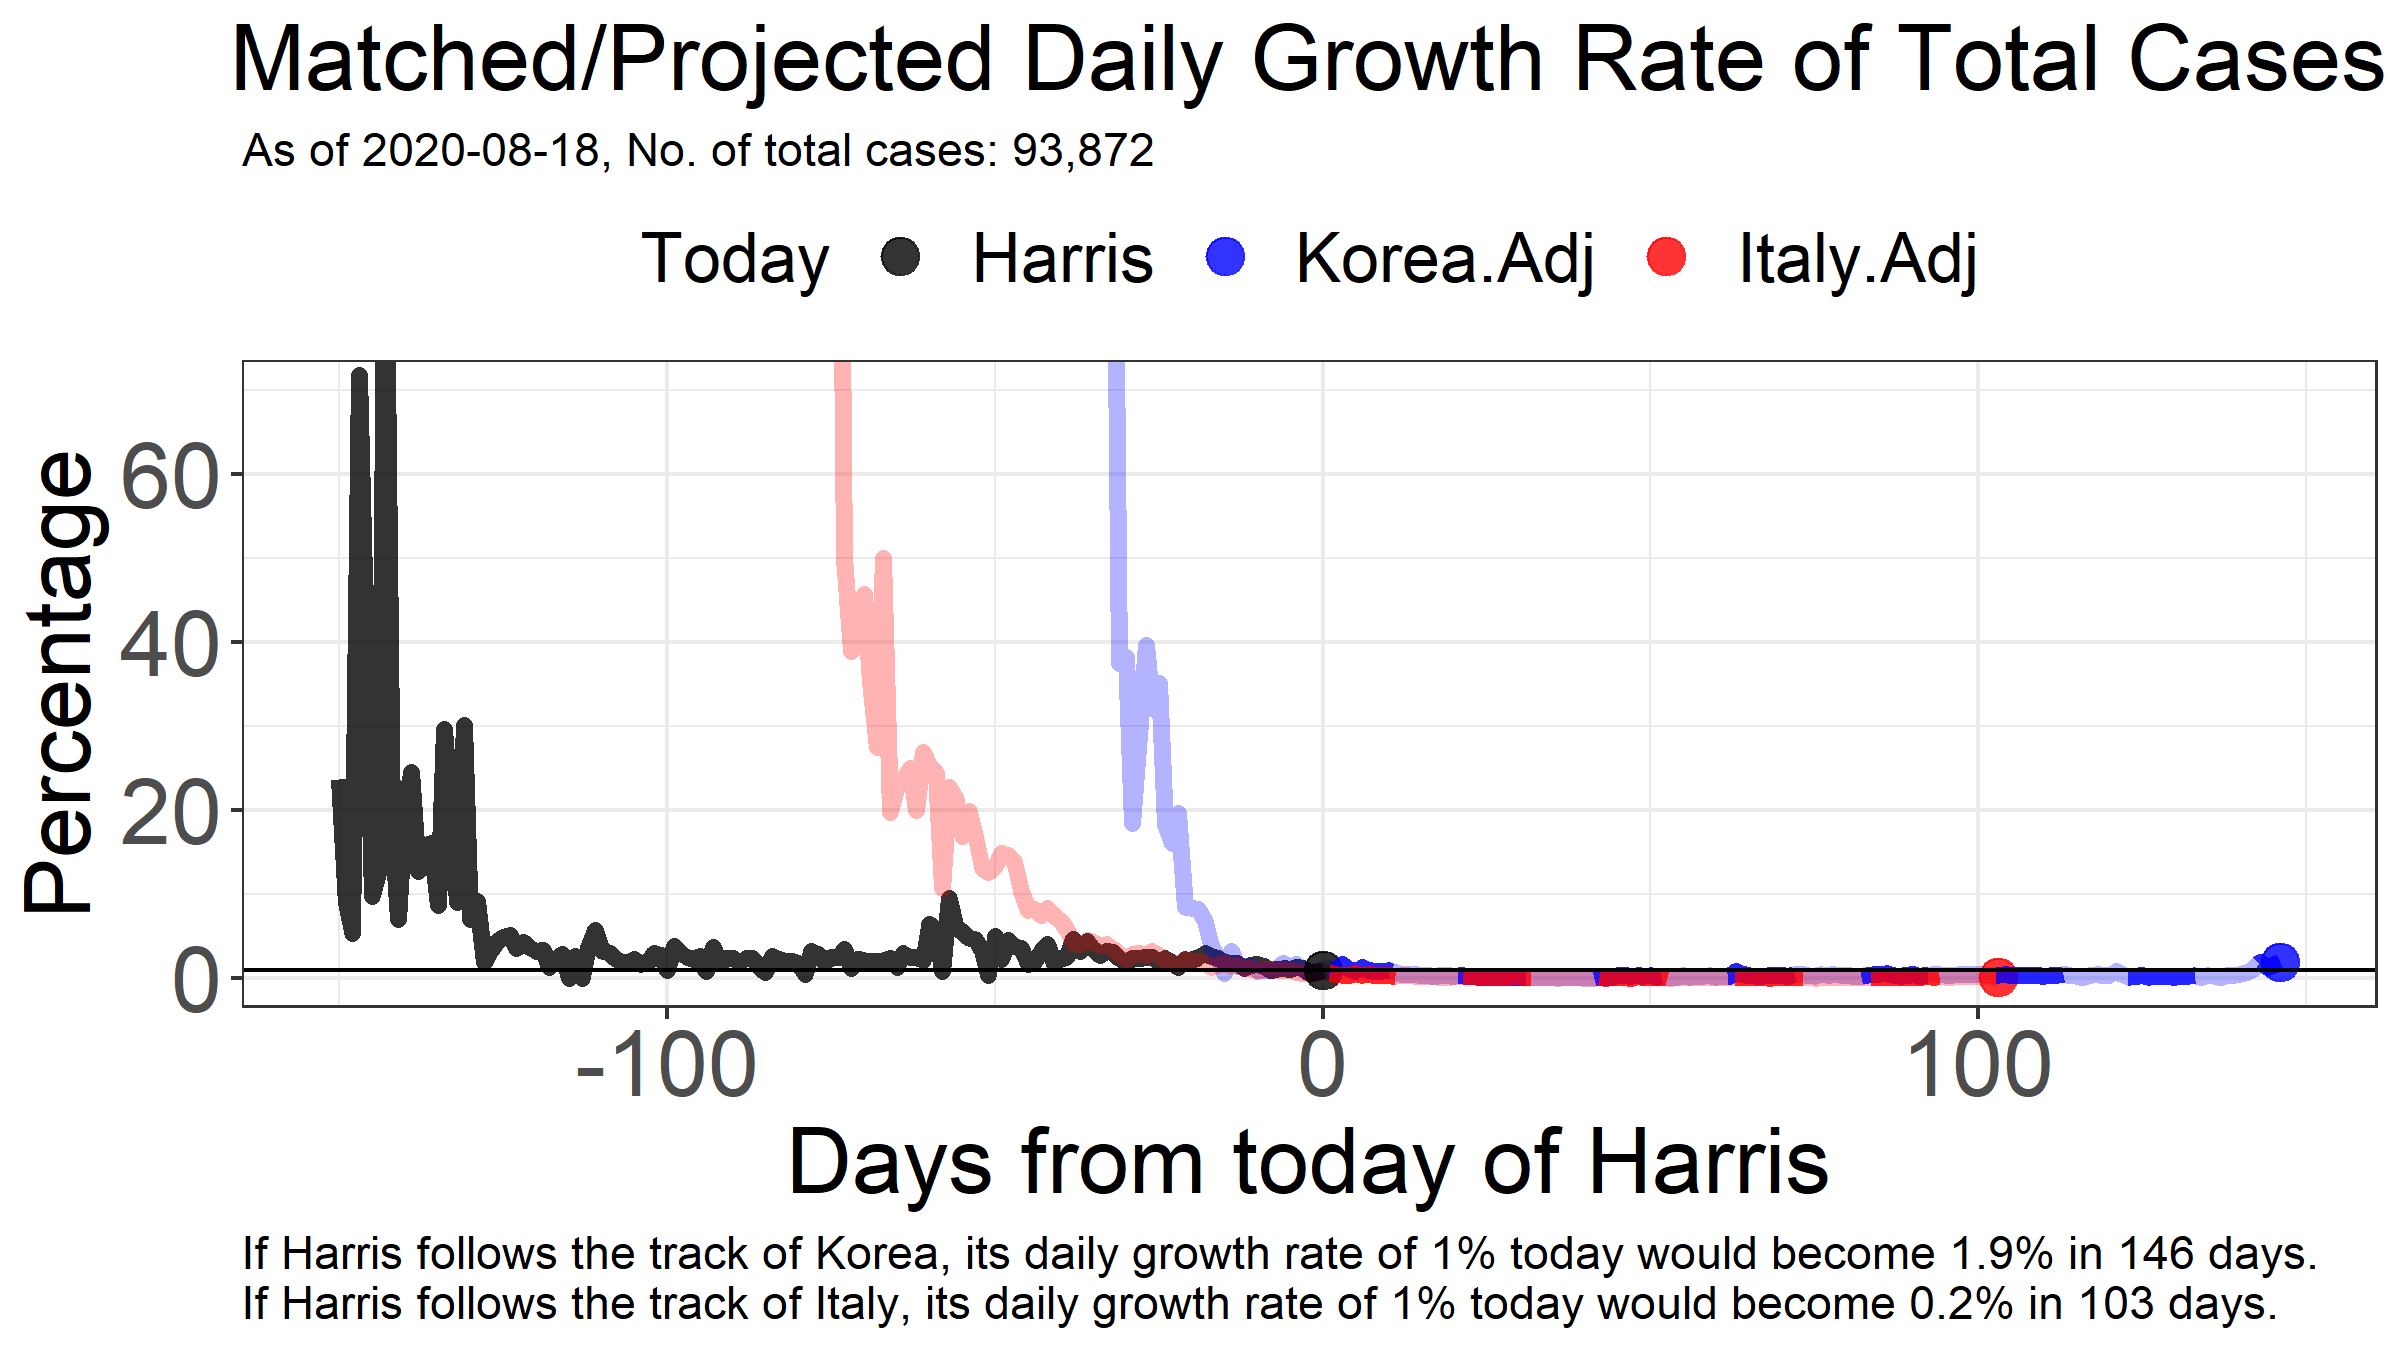 Matched/Projected Daily Growth Rate of Total Cases
As of 2020-08-18, No. of total cases: 93,872
Today Harris Korea.Adj Italy.Adj
Percentage
60
40
20
0
-100 0 100
Days from today of Harris
If Harris follows the track of Korea, its daily growth rate of 1% today would become 1.9% in 146 days.
If Harris follows the track of Italy, its daily growth rate of 1% today would become 0.2% in 103 days.